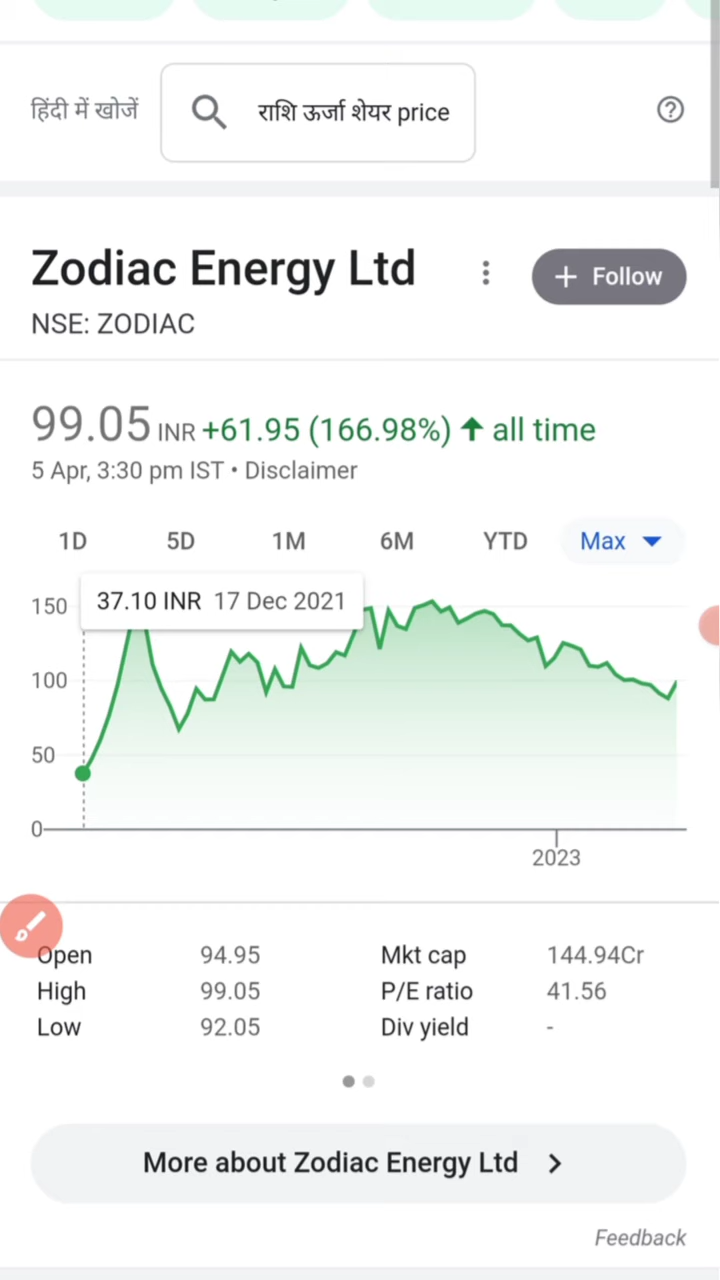 हिंदी में खोजें
राशि ऊर्जा शेयर price
Zodiac Energy Ltd
+ Follow
NSE: ZODIAC
99.05 INR +61.95 (166.98%) ↑ all time
5 Apr, 3:30 pm IST • Disclaimer
1D 5D 1M 6M YTD Max
37.10 INR 17 Dec 2021
150
100
50
0
2023
Open 94.95 Mkt cap 144.94Cr
High 99.05 P/E ratio 41.56
Low 92.05 Div yield -
More about Zodiac Energy Ltd
Feedback